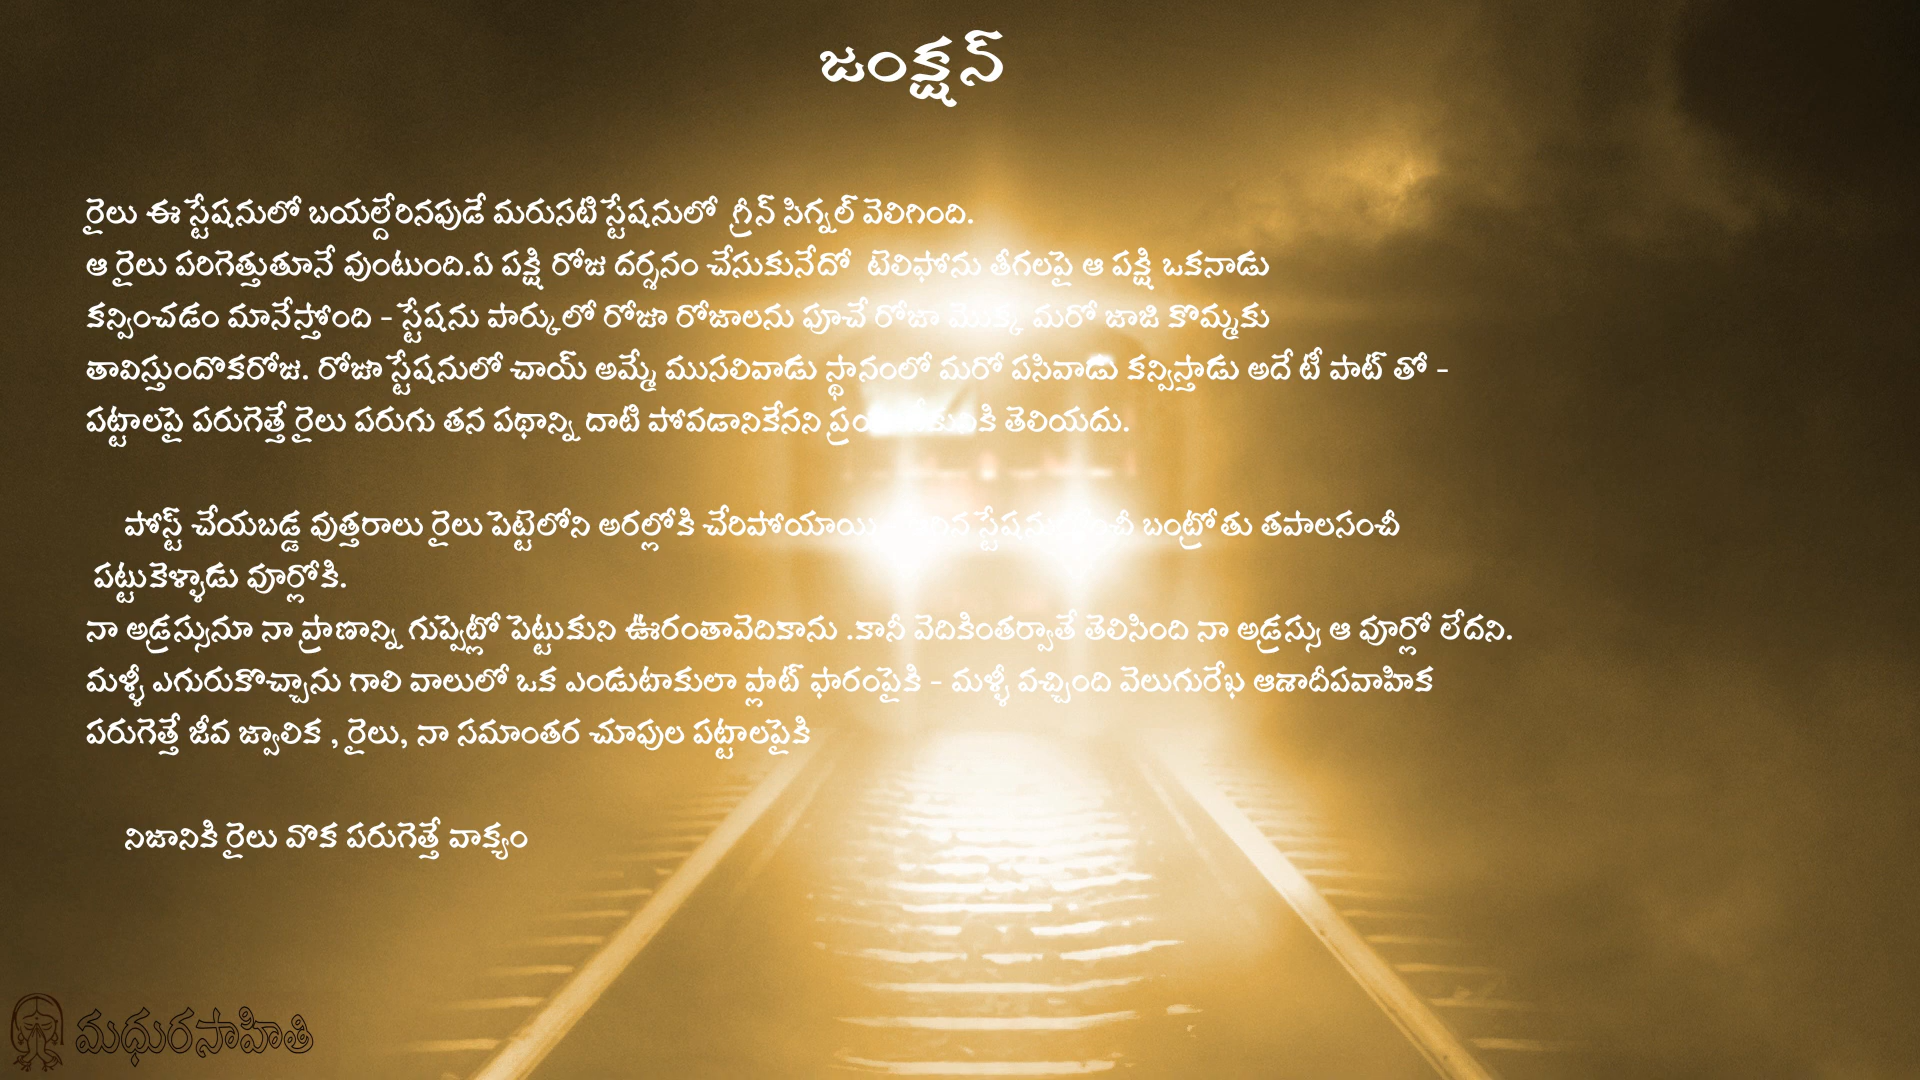 జంక్షన్
రైలు ఈ స్టేషనులో బయల్దేరినపుడే మరుసటి స్టేషనులో గ్రీన్ సిగ్నల్ వెలిగింది.
ఆ రైలు పరిగెత్తుతూనే వుంటుంది.ఏ పక్షి రోజు దర్శనం చేసుకునేదో టెలిఫోను తీగలపై ఆ పక్షి ఒకనాడు
కన్పించడం మానేస్తోంది - స్టేషను పార్కులో రోజూ రోజాలను పూచే రోజా మొక్క మరో జాజి కొమ్మకు
తావిస్తుందొకరోజు. రోజూ స్టేషనులో చాయ్ అమ్మే ముసలివాడు స్థానంలో మరో పసివాడు కన్పిస్తాడు అదే టీ పాట్ తో -
పట్టాలపై పరుగెత్తే రైలు పరుగు తన పథాన్ని దాటి పోవడానికేనని తెలియదు.
పోస్ట్ చేయబడ్డ వుత్తరాలు రైలు పెట్టెలోని అరల్లోకి చేరిపోయాయి బంట్రోతు తపాలసంచీ
పట్టుకెళ్ళాడు వూర్లోకి.
నా అడ్రస్సునూ నా ప్రాణాన్ని గుప్పెట్లో పెట్టుకుని ఊరంతావెదికాను .కానీ వెదికింతర్వాతే తెలిసింది నా అడ్రస్సు ఆ వూర్లో లేదని.
మళ్ళీ ఎగురుకొచ్చాను గాలి వాలులో ఒక ఎండుటాకులా ప్లాట్ ఫారంపైకి - మళ్ళీ వచ్చింది వెలుగురేఖ ఆశాదీపవాహిక
పరుగెత్తే జీవ జ్వాలిక , రైలు, నా సమాంతర చూపుల పట్టాలపైకి
నిజానికి రైలు వొక పరుగెత్తే వాక్యం
మధురసాహితి